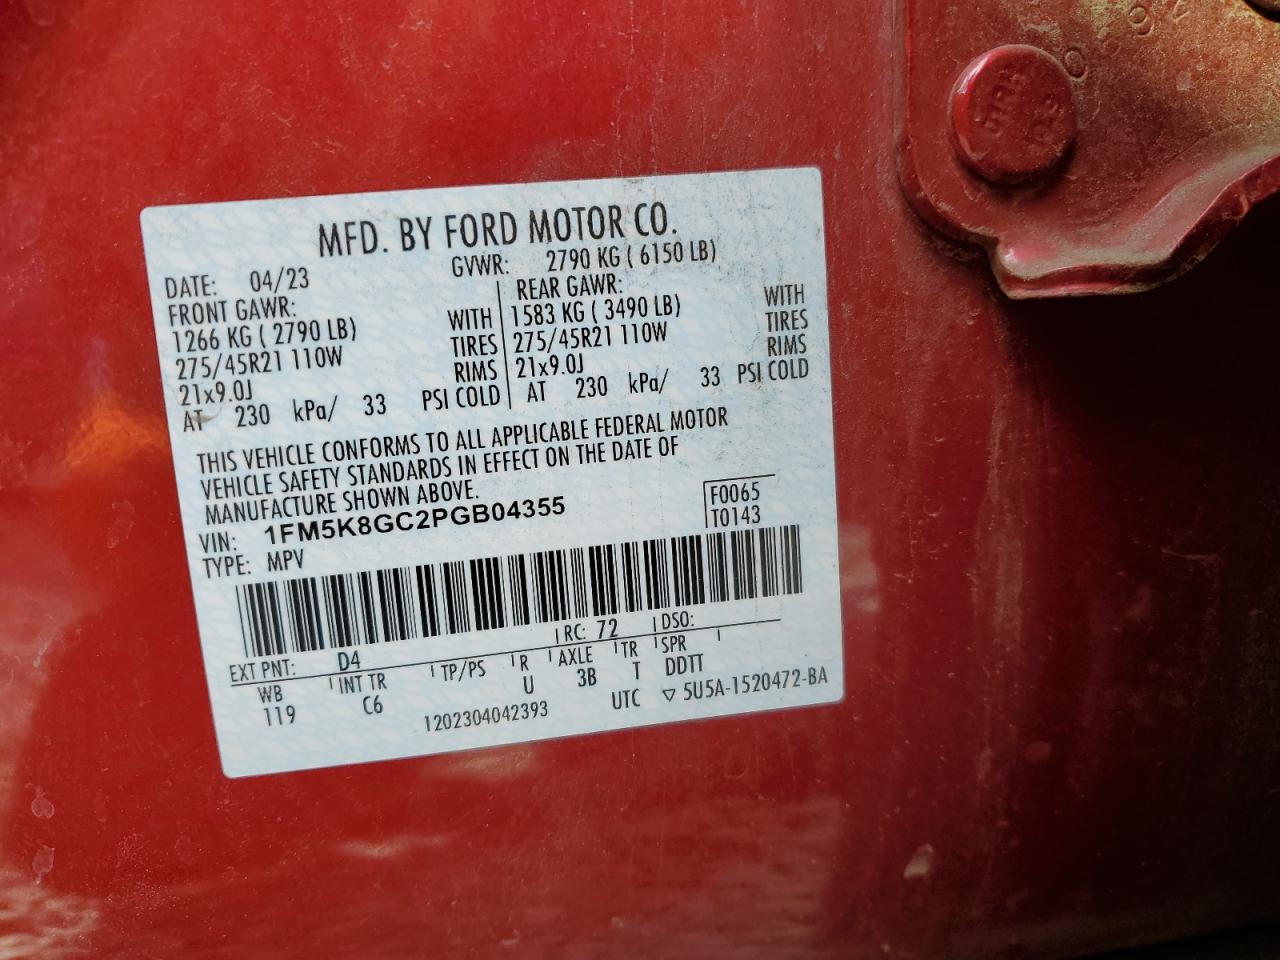 MFD. BY FORD MOTOR CO.
DATE: 04/23 GVWR: 2790 KG ( 6150 LB)
FRONT GAWR:
1266 KG ( 2790 LB) WITH
275/45R21 110W TIRES
21x9.0J RIMS
AT 230 kPa/ 33 PSI COLD
REAR GAWR:
1583 KG ( 3490 LB) WITH
275/45R21 110W TIRES
21x9.0J RIMS
AT 230 kPa/ 33 PSI COLD
THIS VEHICLE CONFORMS TO ALL APPLICABLE FEDERAL MOTOR
VEHICLE SAFETY STANDARDS IN EFFECT ON THE DATE OF
MANUFACTURE SHOWN ABOVE.
VIN: 1FM5K8GC2PGB04355
TYPE: MPV
F0065
T0143
EXT PNT: D4 RC: 72 DSO:
WB INT TR TP/PS R AXLE TR SPR
119 C6 U 3B T DDTT
1202304042393 UTC ▽ 5U5A-1520472-BA